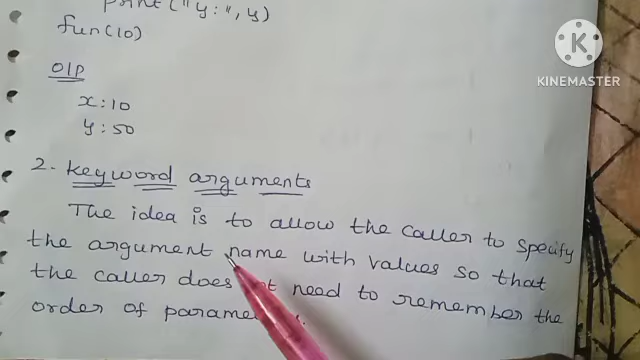 print("y:", y)
fun(10)
O/P
x:10
y:50
2. keyword arguments
The idea is to allow the caller to specify
the argument name with values so that
the caller does need to remember the
order of
KINEMASTER